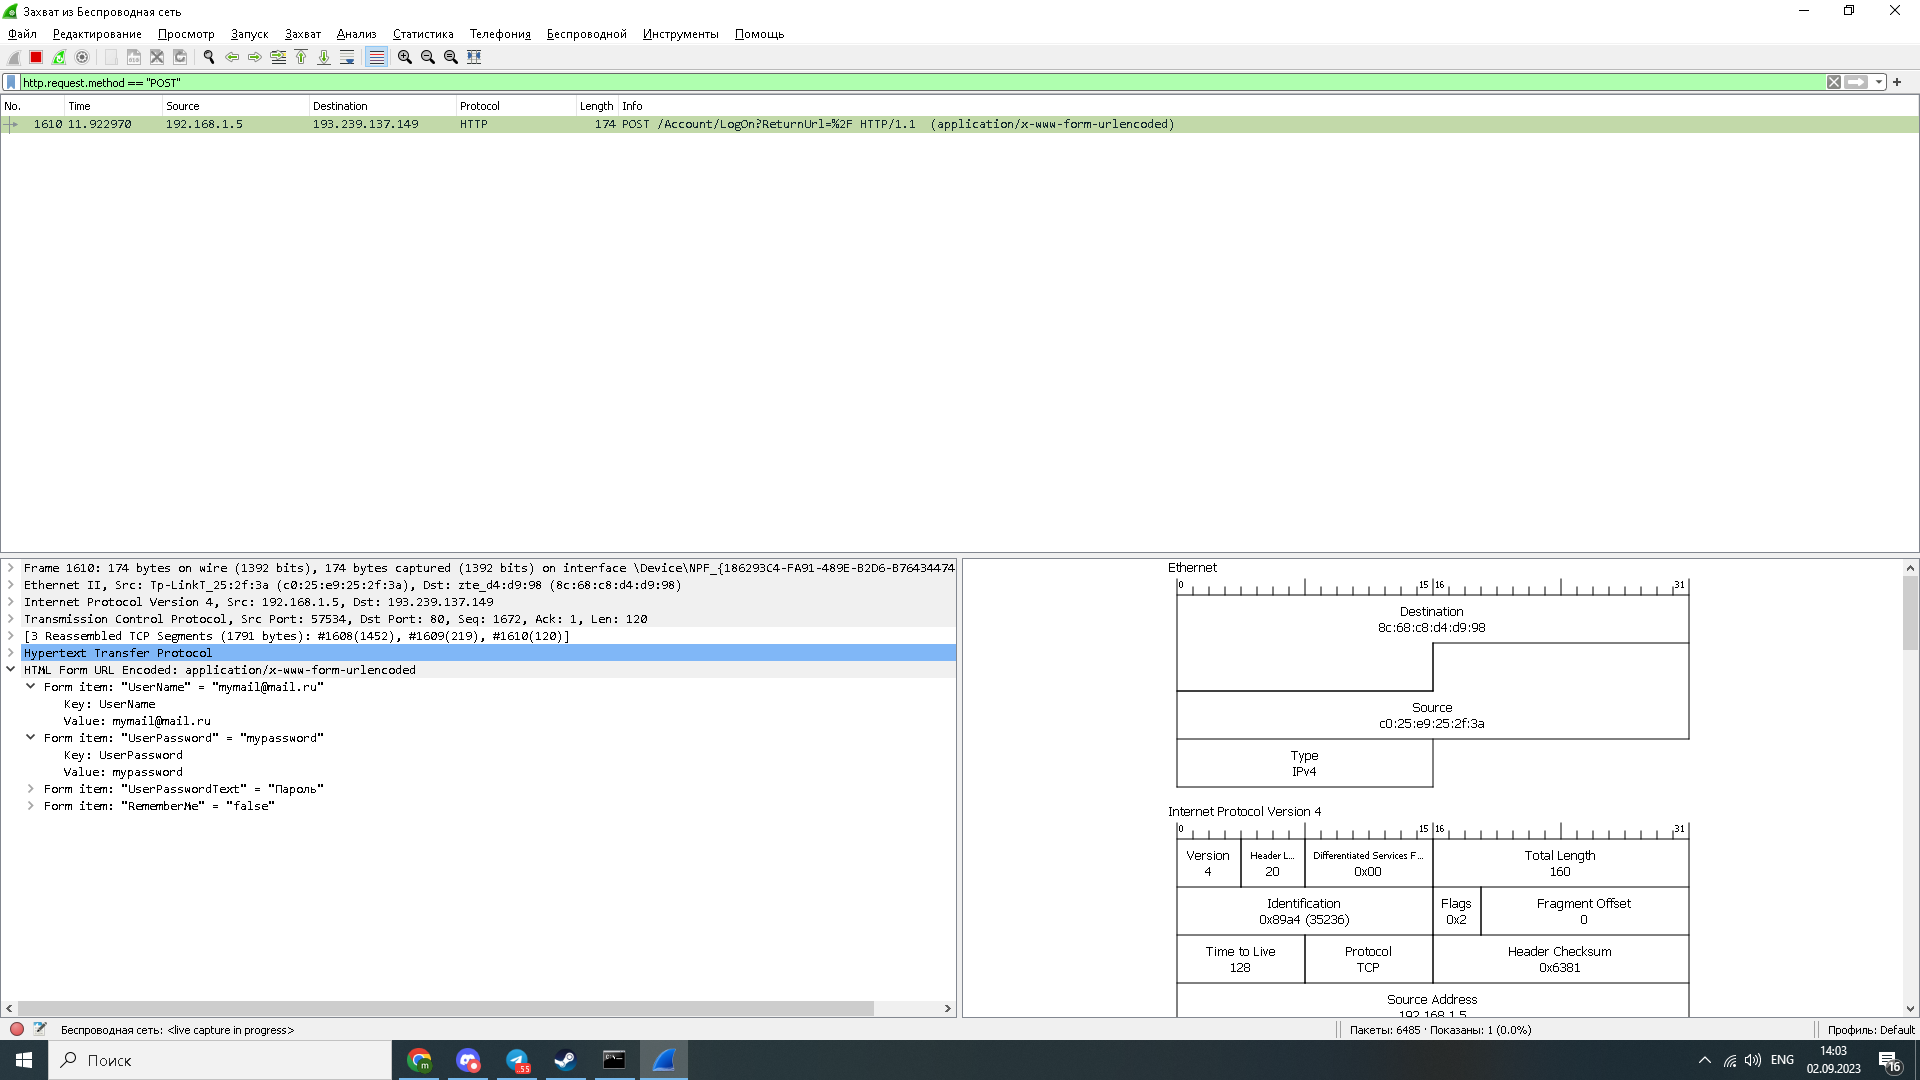 Захват из Беспроводная сеть
Файл Редактирование Просмотр Запуск Захват Анализ Статистика Телефония Беспроводной Инструменты Помощь
http.request.method == "POST"
No. Time Source Destination Protocol Length Info
1610 11.922970 192.168.1.5 193.239.137.149 HTTP 174 POST /Account/LogOn?ReturnUrl=%2F HTTP/1.1 (application/x-www-form-urlencoded)
Frame 1610: 174 bytes on wire (1392 bits), 174 bytes captured (1392 bits) on interface \Device\NPF_{186293C4-FA91-489E-B2D6-B76434474
Ethernet II, Src: Tp-LinkT_25:2f:3a (c0:25:e9:25:2f:3a), Dst: zte_d4:d9:98 (8c:68:c8:d4:d9:98)
Internet Protocol Version 4, Src: 192.168.1.5, Dst: 193.239.137.149
Transmission Control Protocol, Src Port: 57534, Dst Port: 80, Seq: 1672, Ack: 1, Len: 120
[3 Reassembled TCP Segments (1791 bytes): #1608(1452), #1609(219), #1610(120)]
Hypertext Transfer Protocol
HTML Form URL Encoded: application/x-www-form-urlencoded
Form item: "UserName" = "mymail@mail.ru"
Key: UserName
Value: mymail@mail.ru
Form item: "UserPassword" = "mypassword"
Key: UserPassword
Value: mypassword
Form item: "UserPasswordText" = "Пароль"
Form item: "RememberMe" = "false"
Ethernet
0 15 16 31
Destination
8c:68:c8:d4:d9:98
Source
c0:25:e9:25:2f:3a
Type
IPv4
Internet Protocol Version 4
0 15 16 31
Version Header L... Differentiated Services F... Total Length
4 20 0x00 160
Identification Flags Fragment Offset
0x89a4 (35236) 0x2 0
Time to Live Protocol Header Checksum
128 TCP 0x6381
Source Address
192.168.1.5
Беспроводная сеть: <live capture in progress> Пакеты: 6485 · Показаны: 1 (0.0%) Профиль: Default
Поиск .55 ENG 14:03
02.09.2023 16